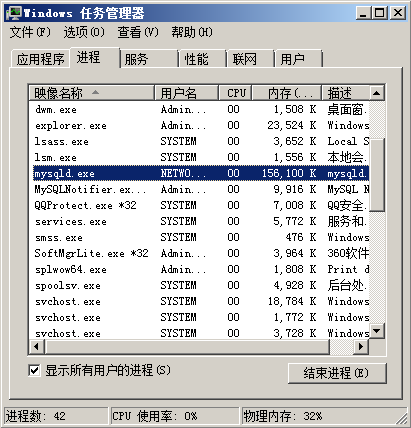 Windows 任务管理器
文件(F) 选项(O) 查看(V) 帮助(H)
应用程序 进程 服务 性能 联网 用户
映像名称 用户名 CPU 内存(... 描述
dwm.exe Admin... 00 1,508 K 桌面窗.
explorer.exe Admin... 00 23,524 K Windows
lsass.exe SYSTEM 00 3,652 K Local S
lsm.exe SYSTEM 00 1,556 K 本地会.
mysqld.exe NETWO... 00 156,100 K mysqld.
MySQLNotifier.ex... Admin... 00 9,916 K MySQL N
QQProtect.exe *32 SYSTEM 00 7,008 K QQ安全.
services.exe SYSTEM 00 5,772 K 服务和.
smss.exe SYSTEM 00 476 K Windows
SoftMgrLite.exe *32 Admin... 00 3,964 K 360软件
splwow64.exe Admin... 00 1,808 K Print d
spoolsv.exe SYSTEM 00 4,928 K 后台处.
svchost.exe SYSTEM 00 18,784 K Windows
svchost.exe SYSTEM 00 1,772 K Windows
svchost.exe SYSTEM 00 3,728 K Windows
显示所有用户的进程(S) 结束进程(E)
进程数: 42 CPU 使用率: 0% 物理内存: 32%